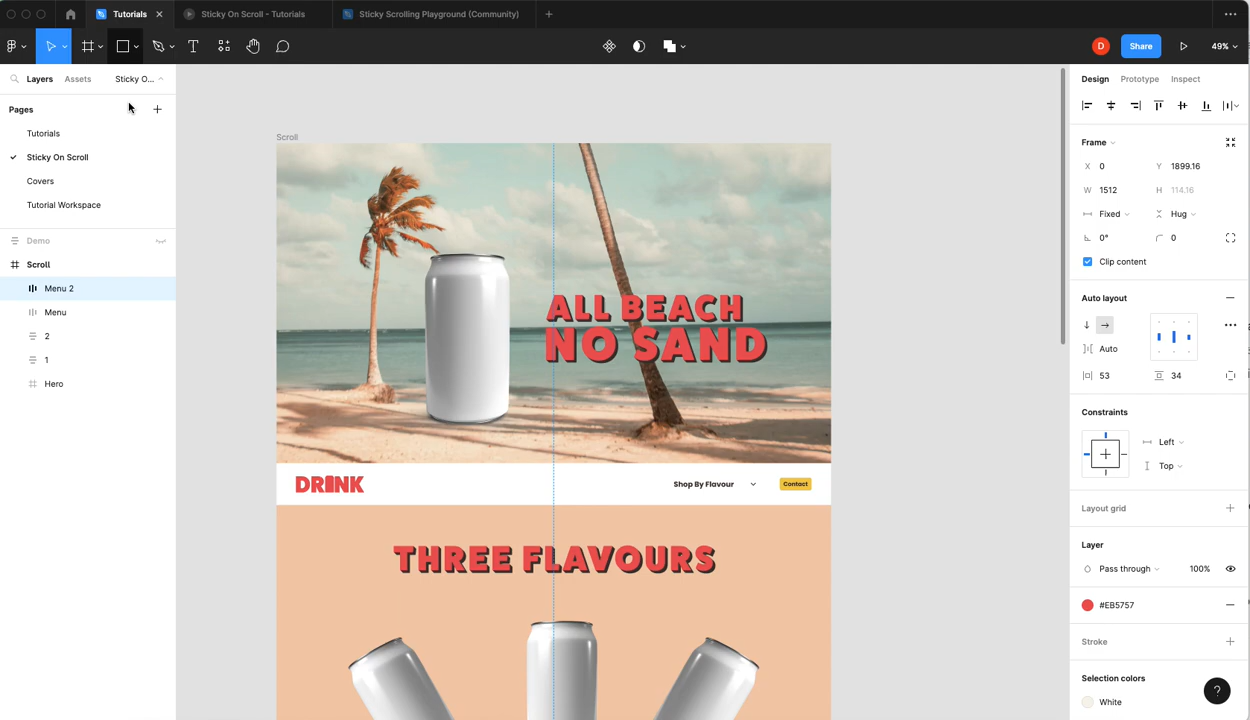 Tutorials
Sticky On Scroll - Tutorials
Sticky Scrolling Playground (Community)
D
Share
49%
Layers
Assets
Sticky O...
Pages
Tutorials
Sticky On Scroll
Covers
Tutorial Workspace
Demo
Scroll
Menu 2
Menu
2
1
Hero
Scroll
ALL BEACH
NO SAND
DRINK
Shop By Flavour
Contact
THREE FLAVOURS
Design
Prototype
Inspect
Frame
X 0
Y 1899.16
W 1512
H 114.16
Fixed
Hug
0°
0
Clip content
Auto layout
Auto
53
34
Constraints
Left
Top
Layout grid
Layer
Pass through
100%
#EB5757
Stroke
Selection colors
White
?